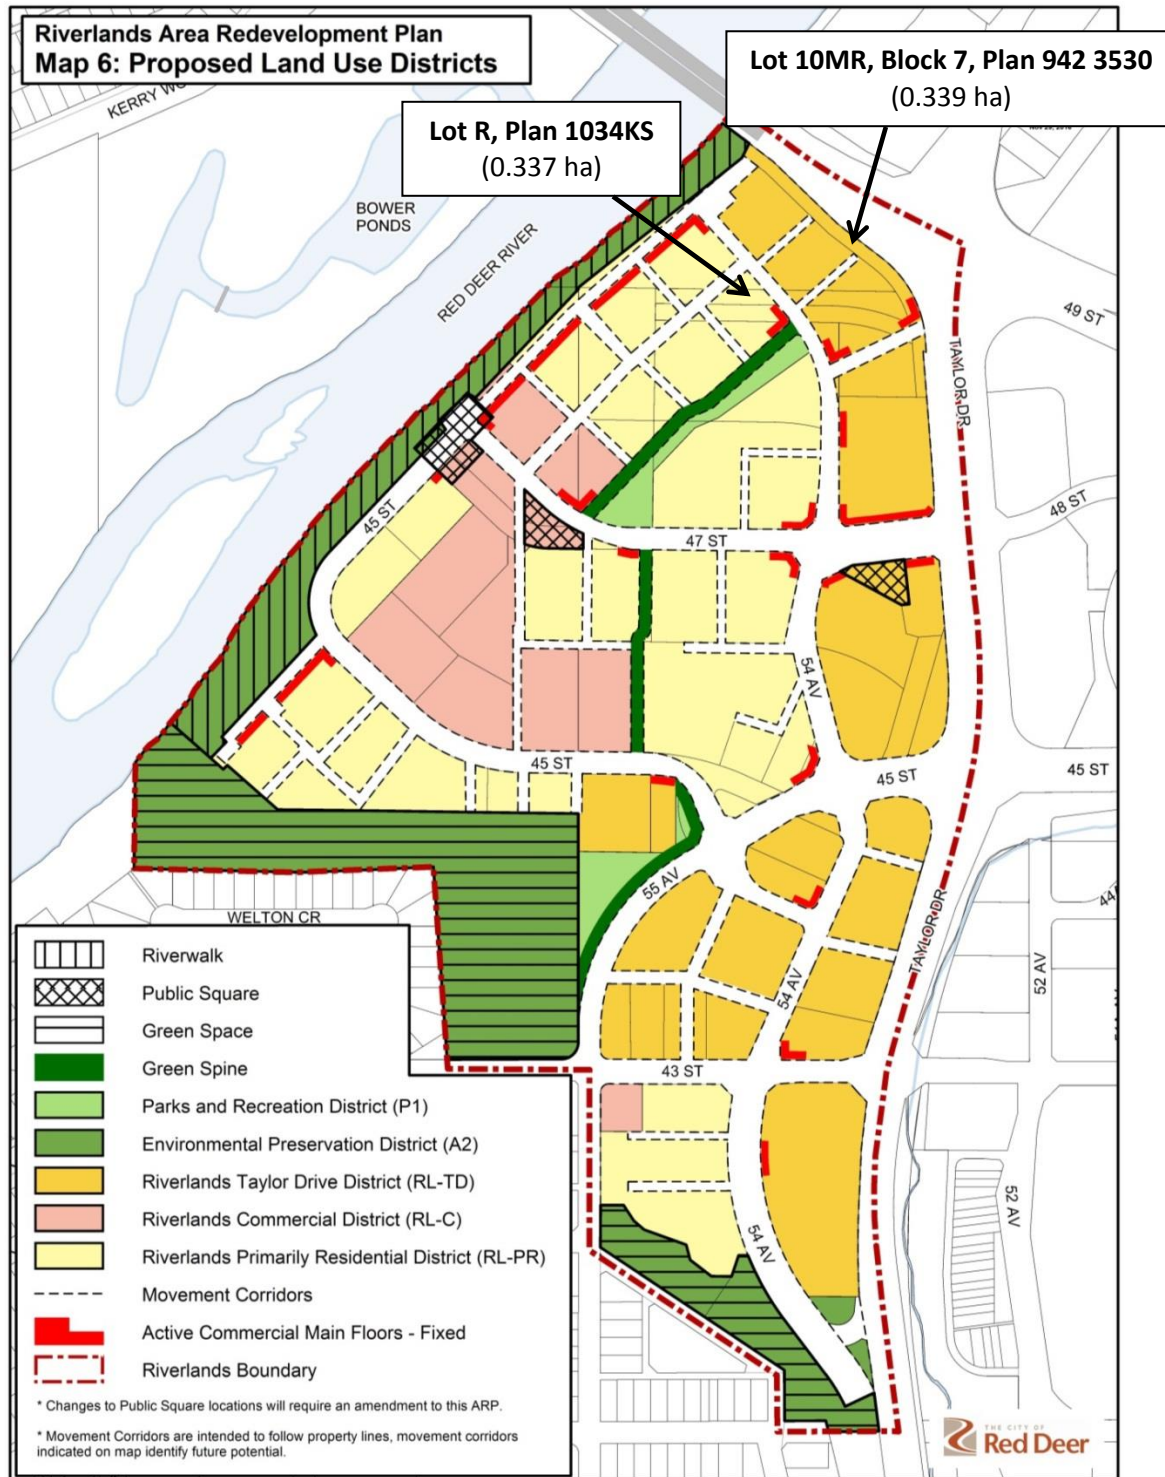 Riverlands Area Redevelopment Plan
Map 6: Proposed Land Use Districts
Lot 10MR, Block 7, Plan 942 3530
(0.339 ha)
Lot R, Plan 1034KS
(0.337 ha)
KERRY WO
BOWER
PONDS
RED DEER RIVER
49 ST
TAYLOR DR
48 ST
45 ST
47 ST
54 AV
45 ST
45 ST
45 ST
55 AV
WELTON CR
TAYLOR DR
52 AV
54 AV
43 ST
52 AV
54 AV
Riverwalk
Public Square
Green Space
Green Spine
Parks and Recreation District (P1)
Environmental Preservation District (A2)
Riverlands Taylor Drive District (RL-TD)
Riverlands Commercial District (RL-C)
Riverlands Primarily Residential District (RL-PR)
Movement Corridors
Active Commercial Main Floors - Fixed
Riverlands Boundary
* Changes to Public Square locations will require an amendment to this ARP.
* Movement Corridors are intended to follow property lines, movement corridors
indicated on map identify future potential.
THE CITY OF
Red Deer